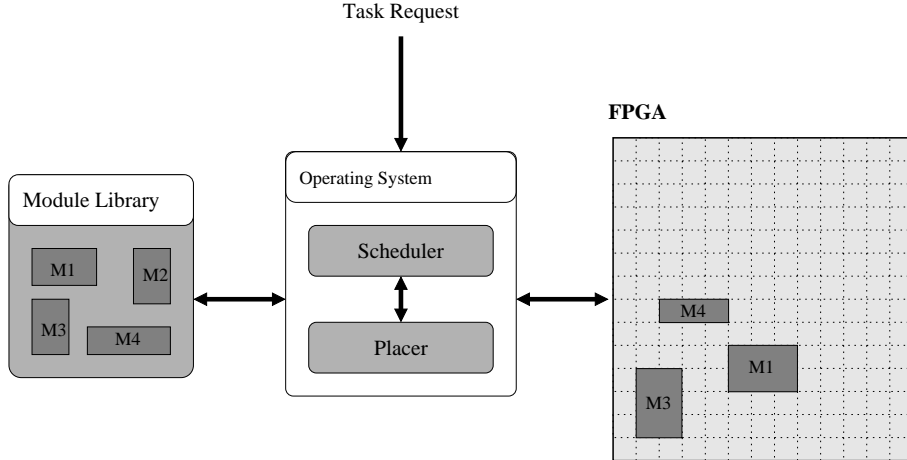 Task Request
FPGA
Operating System
Module Library
Scheduler
M1
M2
M3
M4
Placer
M4
M1
M3